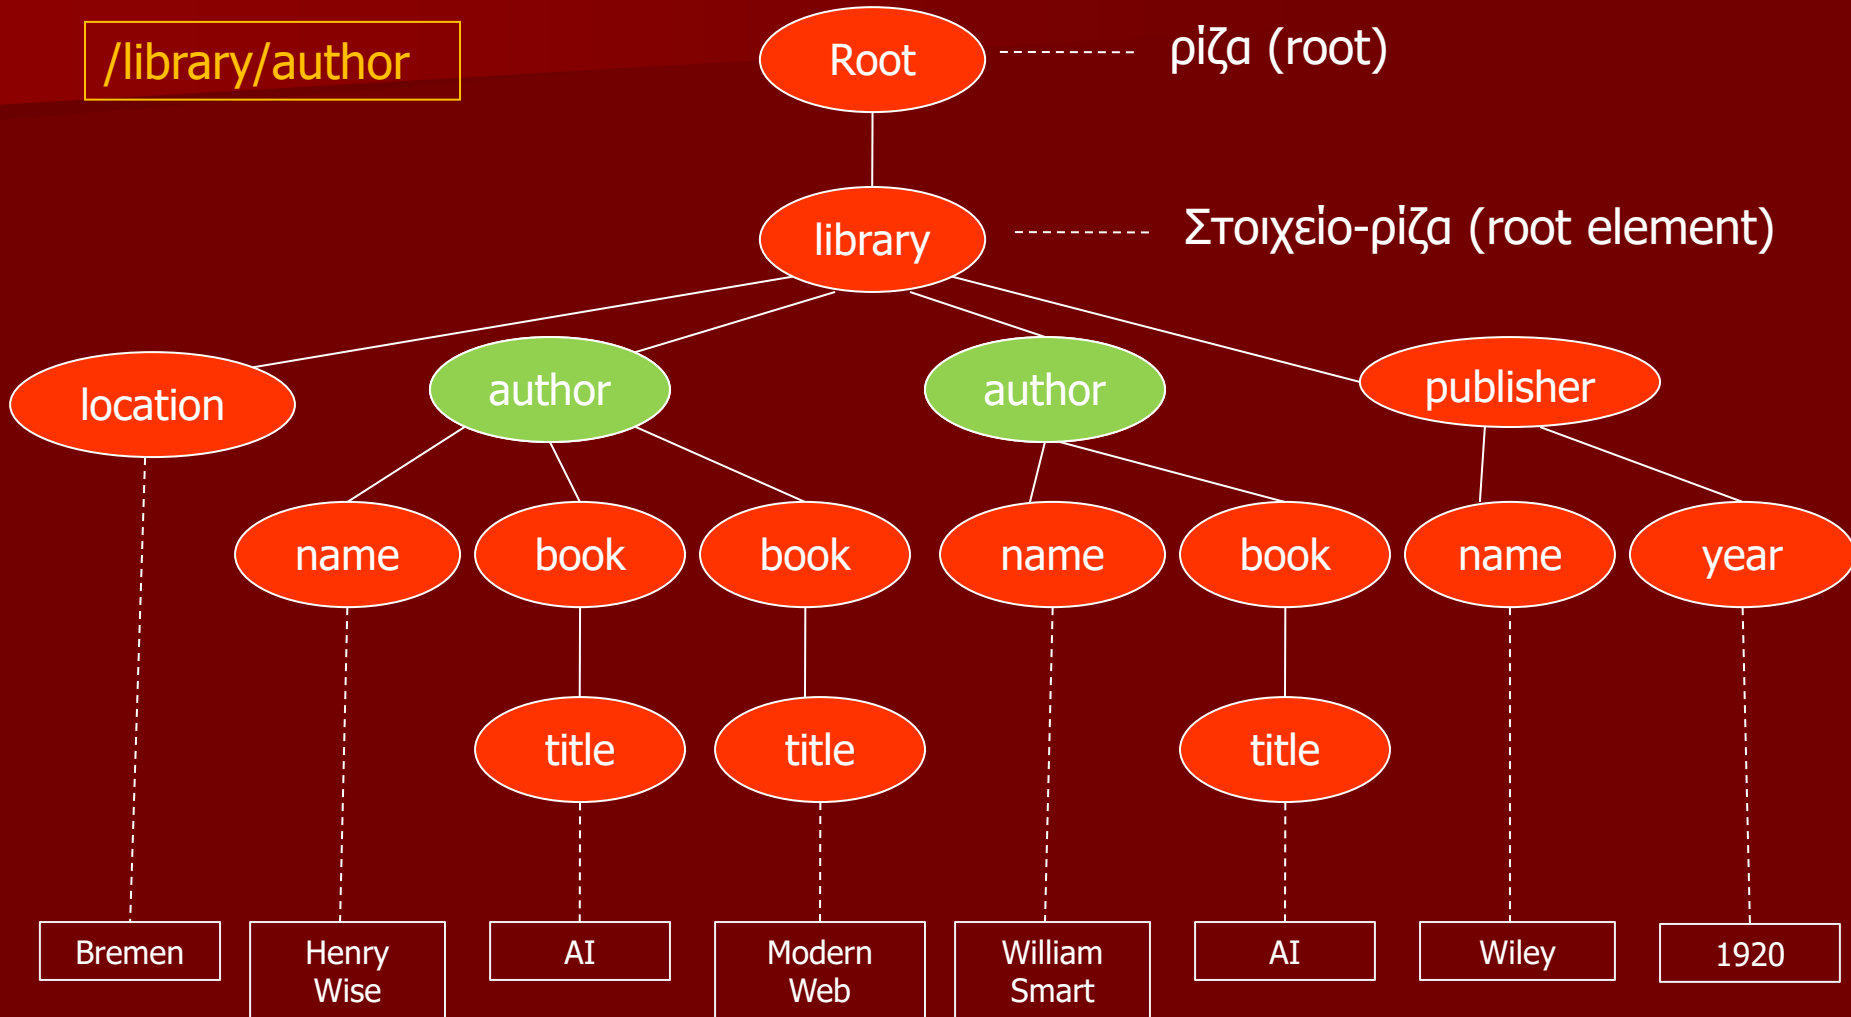 /library/author
Root
ρίζα (root)
library
Στοιχείο-ρίζα (root element)
location
author
author
publisher
name
book
book
name
book
name
year
title
title
title
Bremen
Henry
Wise
AI
Modern
Web
William
Smart
AI
Wiley
1920